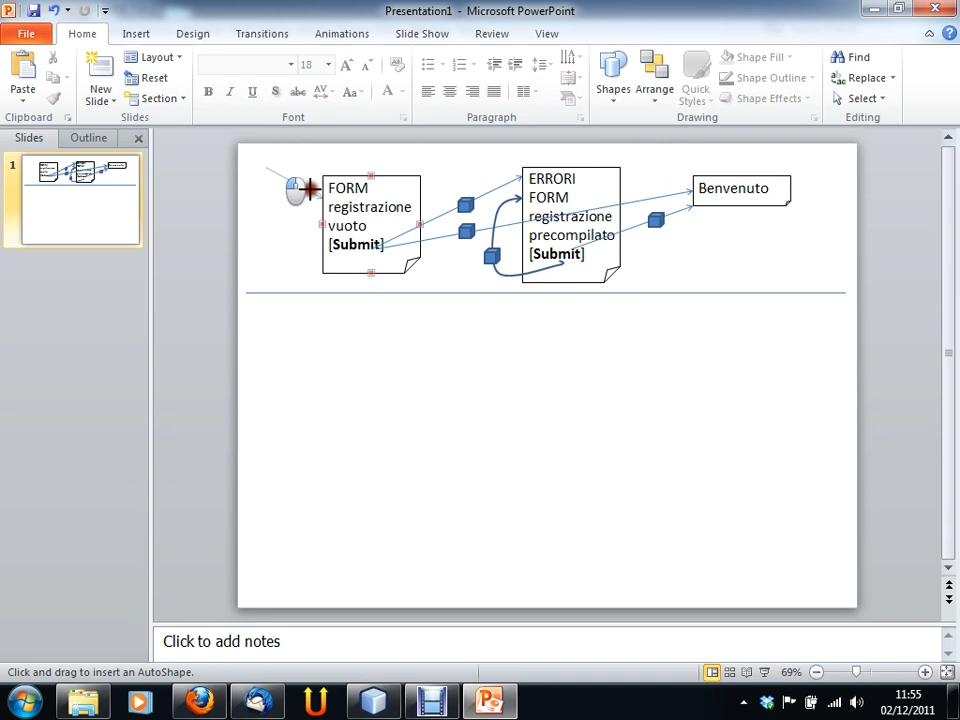 Presentation1 - Microsoft PowerPoint
File Home Insert Design Transitions Animations Slide Show Review View
Paste
New
Slide
Layout
Reset
Section
18
B I U S abc AV Aa A
Shapes
Arrange
Quick
Styles
Shape Fill
Shape Outline
Shape Effects
Find
Replace
Select
Clipboard Slides Font Paragraph Drawing Editing
Slides Outline
1
FORM
registrazione
vuoto
[Submit]
ERRORI
FORM
registrazione
precompilato
[Submit]
Benvenuto
Click to add notes
Click and drag to insert an AutoShape.
69%
11:55
02/12/2011